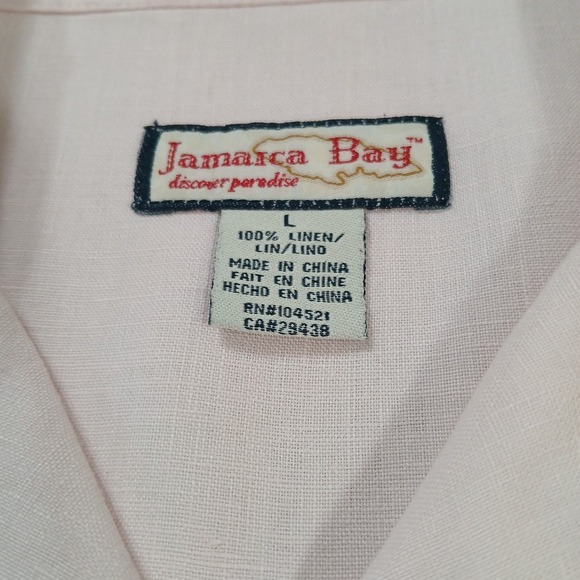 Jamaica Bay™
discover paradise
L
100% LINEN/
LIN/LINO
MADE IN CHINA
FAIT EN CHINE
HECHO EN CHINA
RN#104521
CA#29438